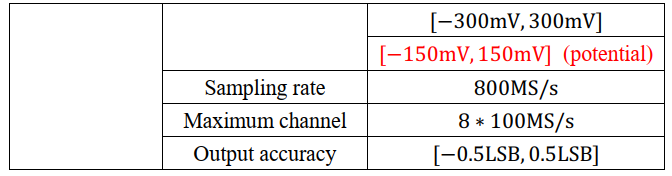 [−300mV, 300mV]
[−150mV, 150mV] (potential)
Sampling rate 800MS/s
Maximum channel 8 ∗ 100MS/s
Output accuracy [−0.5LSB, 0.5LSB]